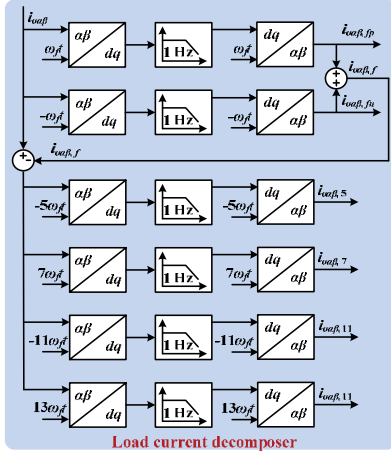 i_oαβ
ω_f t αβ dq 1 Hz ω_f t dq αβ i_oαβ,fp
i_oαβ,f
-ω_f t αβ dq 1 Hz -ω_f t dq αβ i_oαβ,fn
i_oαβ,f
-5ω_f t αβ dq 1 Hz -5ω_f t dq αβ i_oαβ,5
7ω_f t αβ dq 1 Hz 7ω_f t dq αβ i_oαβ,7
-11ω_f t αβ dq 1 Hz -11ω_f t dq αβ i_oαβ,11
13ω_f t αβ dq 1 Hz 13ω_f t dq αβ i_oαβ,11
Load current decomposer